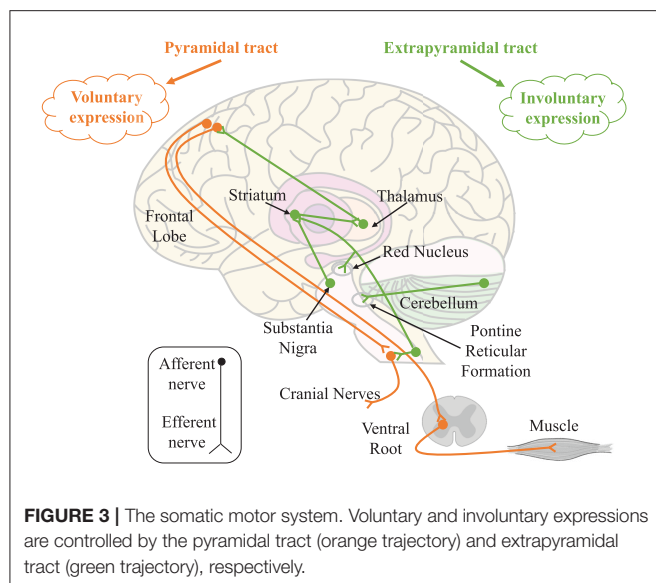 Pyramidal tract
Extrapyramidal tract
Voluntary
expression
Involuntary
expression
Striatum
Thalamus
Frontal
Lobe
Red Nucleus
Cerebellum
Substantia
Nigra
Pontine
Reticular
Formation
Afferent
nerve
Efferent
nerve
Cranial Nerves
Ventral
Root
Muscle
FIGURE 3 | The somatic motor system. Voluntary and involuntary expressions
are controlled by the pyramidal tract (orange trajectory) and extrapyramidal
tract (green trajectory), respectively.